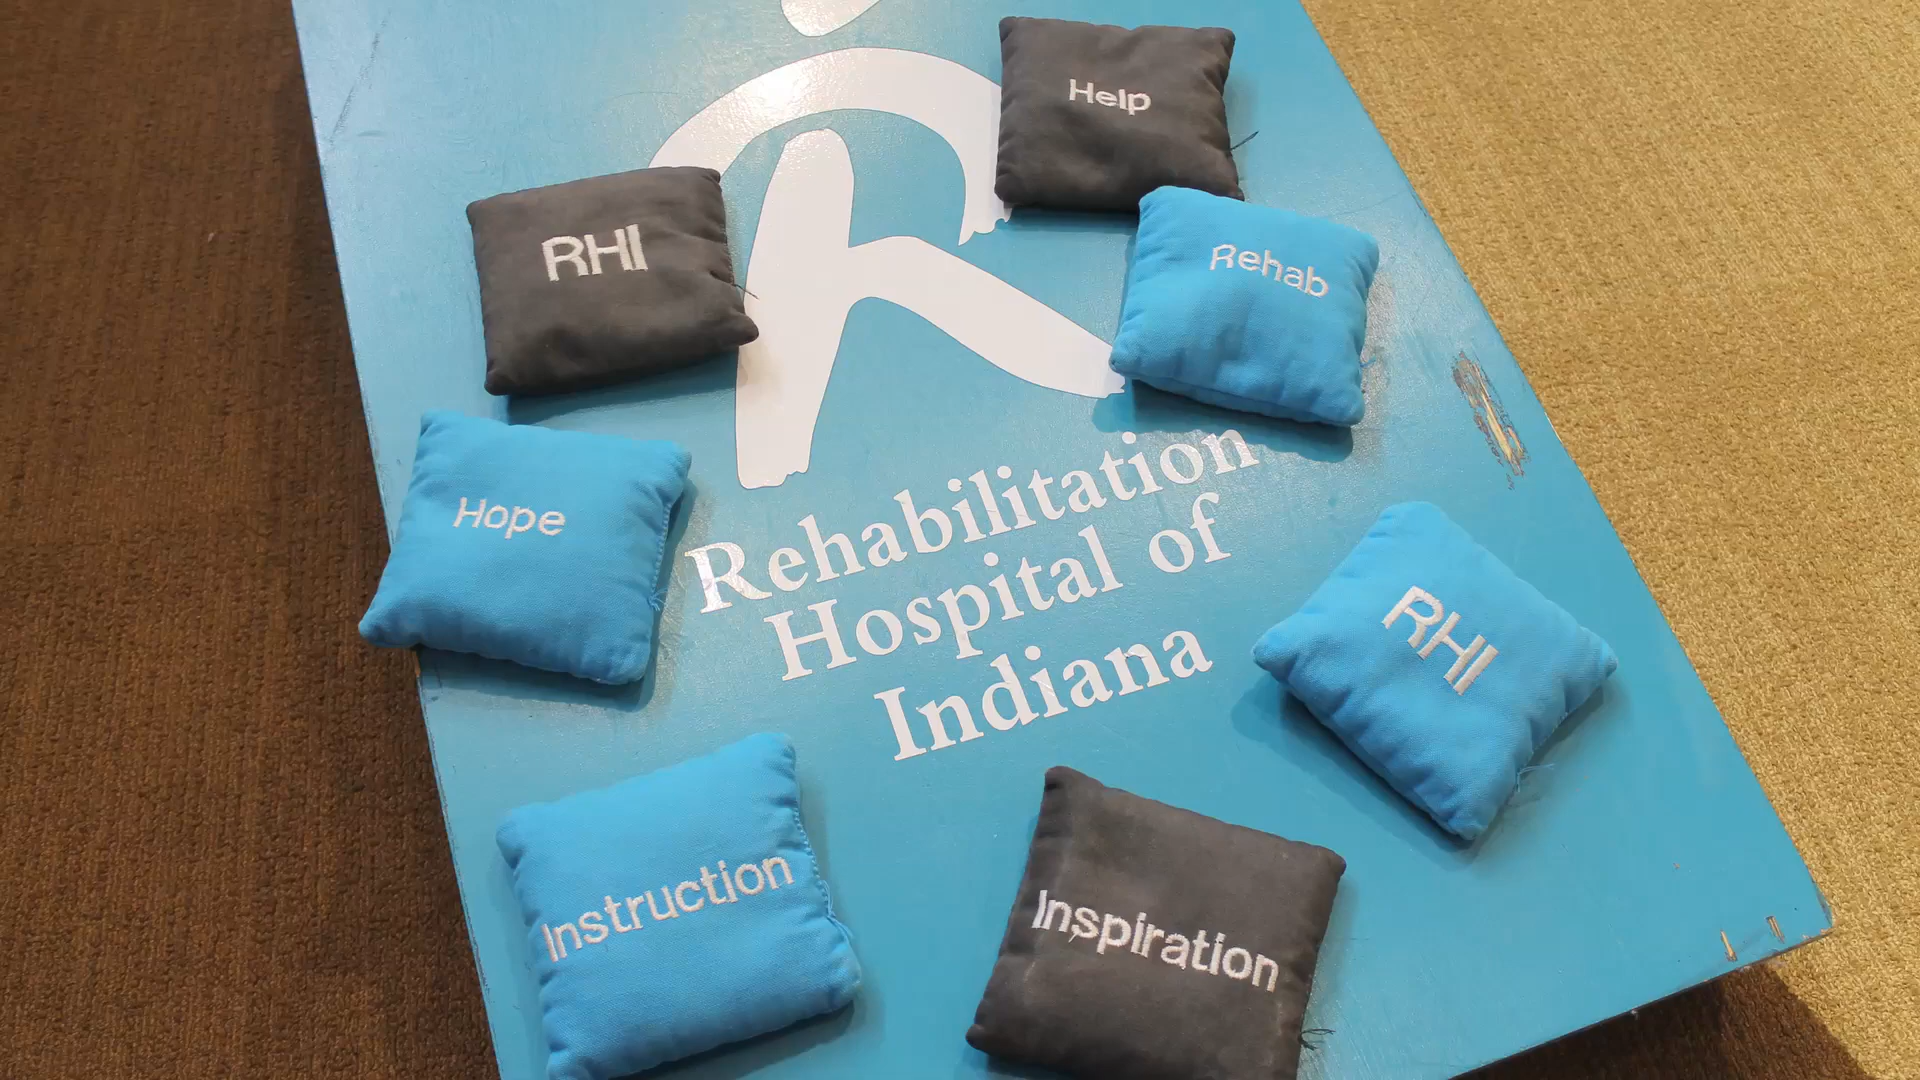 Help
RHI
Rehab
Hope
Rehabilitation
Hospital of
Indiana
RHI
Instruction
Inspiration